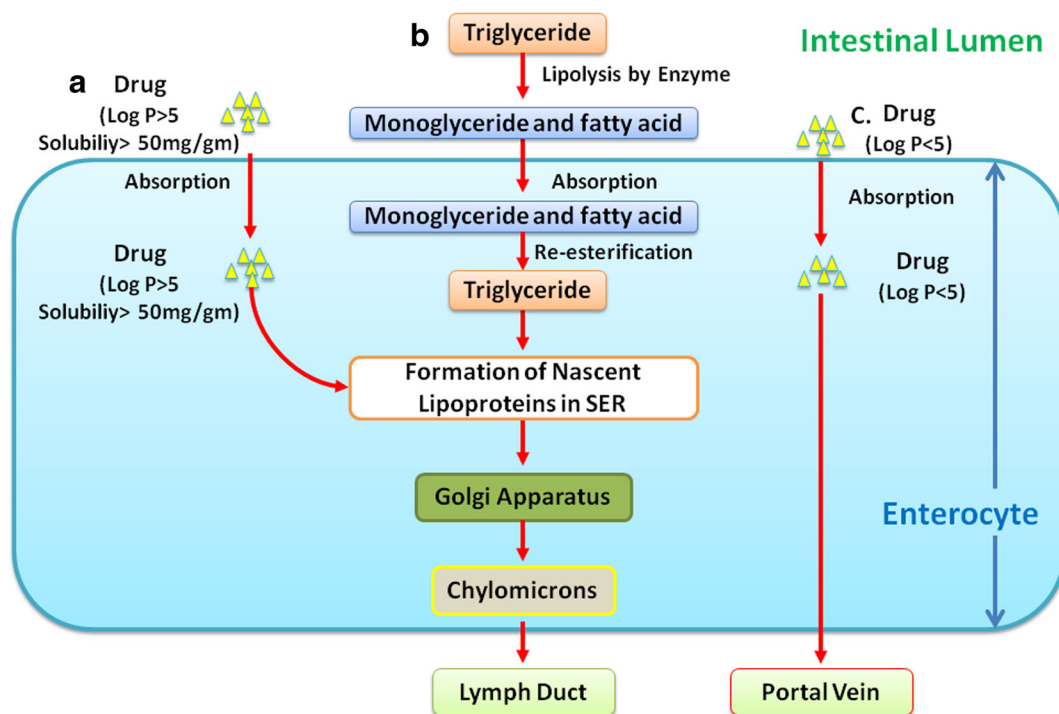 a
Drug
(Log P>5
Solubiliy> 50mg/gm)
Absorption
Drug
(Log P>5
Solubiliy> 50mg/gm)
b
Triglyceride
Lipolysis by Enzyme
Monoglyceride and fatty acid
Absorption
Monoglyceride and fatty acid
Re-esterification
Triglyceride
Formation of Nascent
Lipoproteins in SER
Golgi Apparatus
Chylomicrons
Lymph Duct
Intestinal Lumen
C. Drug
(Log P<5)
Absorption
Drug
(Log P<5)
Enterocyte
Portal Vein